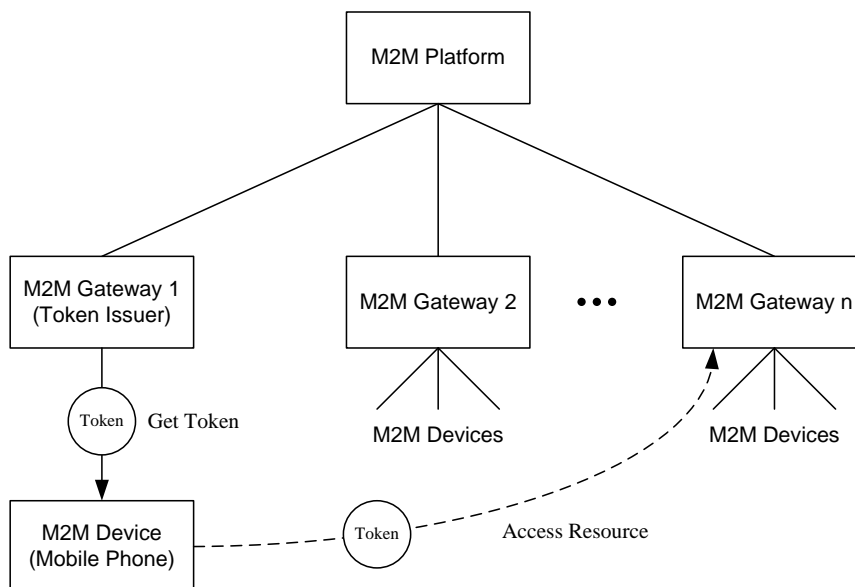 M2M Platform
M2M Gateway 1
(Token Issuer)
M2M Gateway 2
M2M Gateway n
Token
Get Token
M2M Devices
M2M Devices
M2M Device
(Mobile Phone)
Token
Access Resource